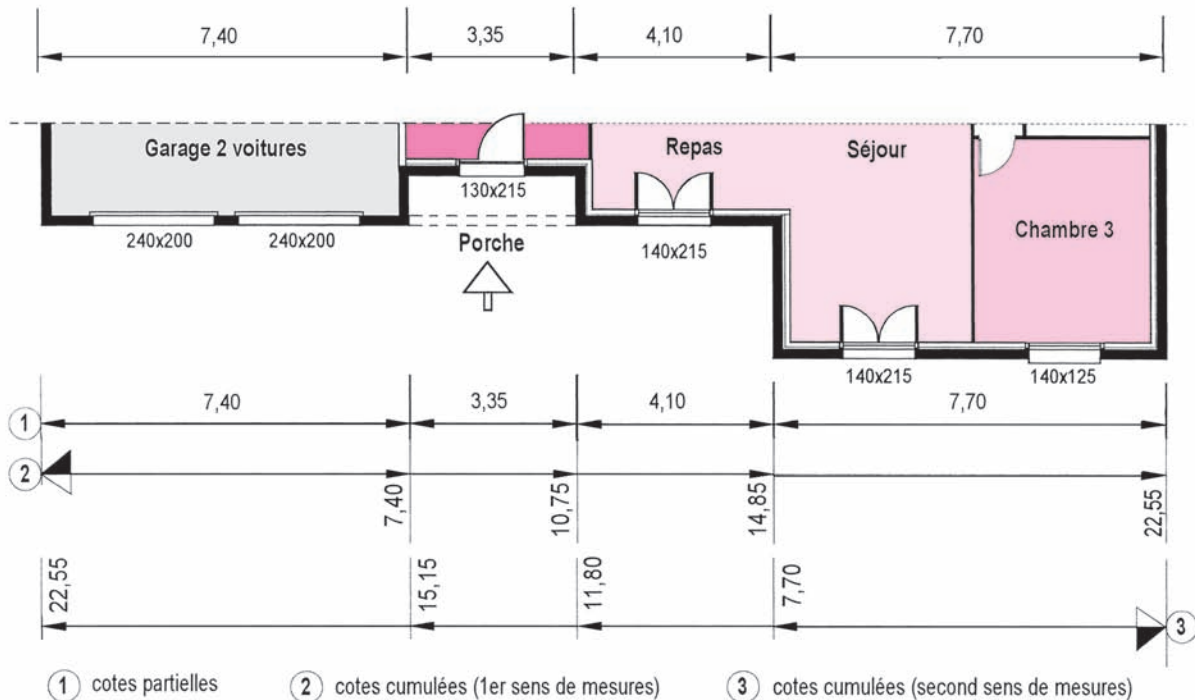 7,40 3,35 4,10 7,70
Garage 2 voitures Repas Séjour
130x215
240x200 240x200 Porche 140x215 Chambre 3
140x215 140x125
7,40 3,35 4,10 7,70
1
2
7,40 10,75 14,85 22,55
22,55 15,15 11,80 7,70
3
1 cotes partielles 2 cotes cumulées (1er sens de mesures) 3 cotes cumulées (second sens de mesures)